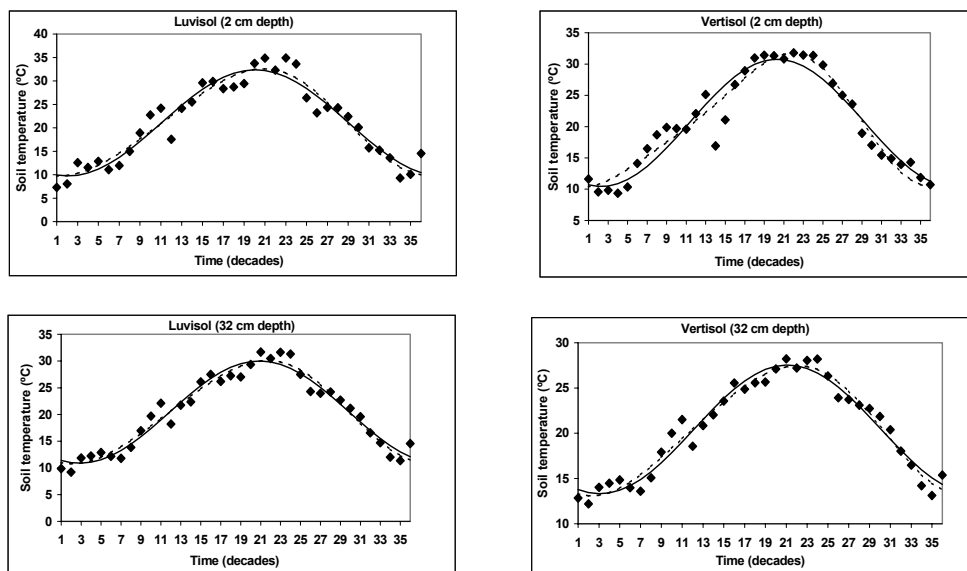 Luvisol (2 cm depth)
Soil temperature (ºC)
40
35
30
25
20
15
10
5
0
1 3 5 7 9 11 13 15 17 19 21 23 25 27 29 31 33 35
Time (decades)
Vertisol (2 cm depth)
Soil temperature (ºC)
35
30
25
20
15
10
5
1 3 5 7 9 11 13 15 17 19 21 23 25 27 29 31 33 35
Time (decades)
Luvisol (32 cm depth)
Soil temperature (ºC)
35
30
25
20
15
10
5
0
1 3 5 7 9 11 13 15 17 19 21 23 25 27 29 31 33 35
Time (decades)
Vertisol (32 cm depth)
Soil temperature (ºC)
30
25
20
15
10
1 3 5 7 9 11 13 15 17 19 21 23 25 27 29 31 33 35
Time (decades)